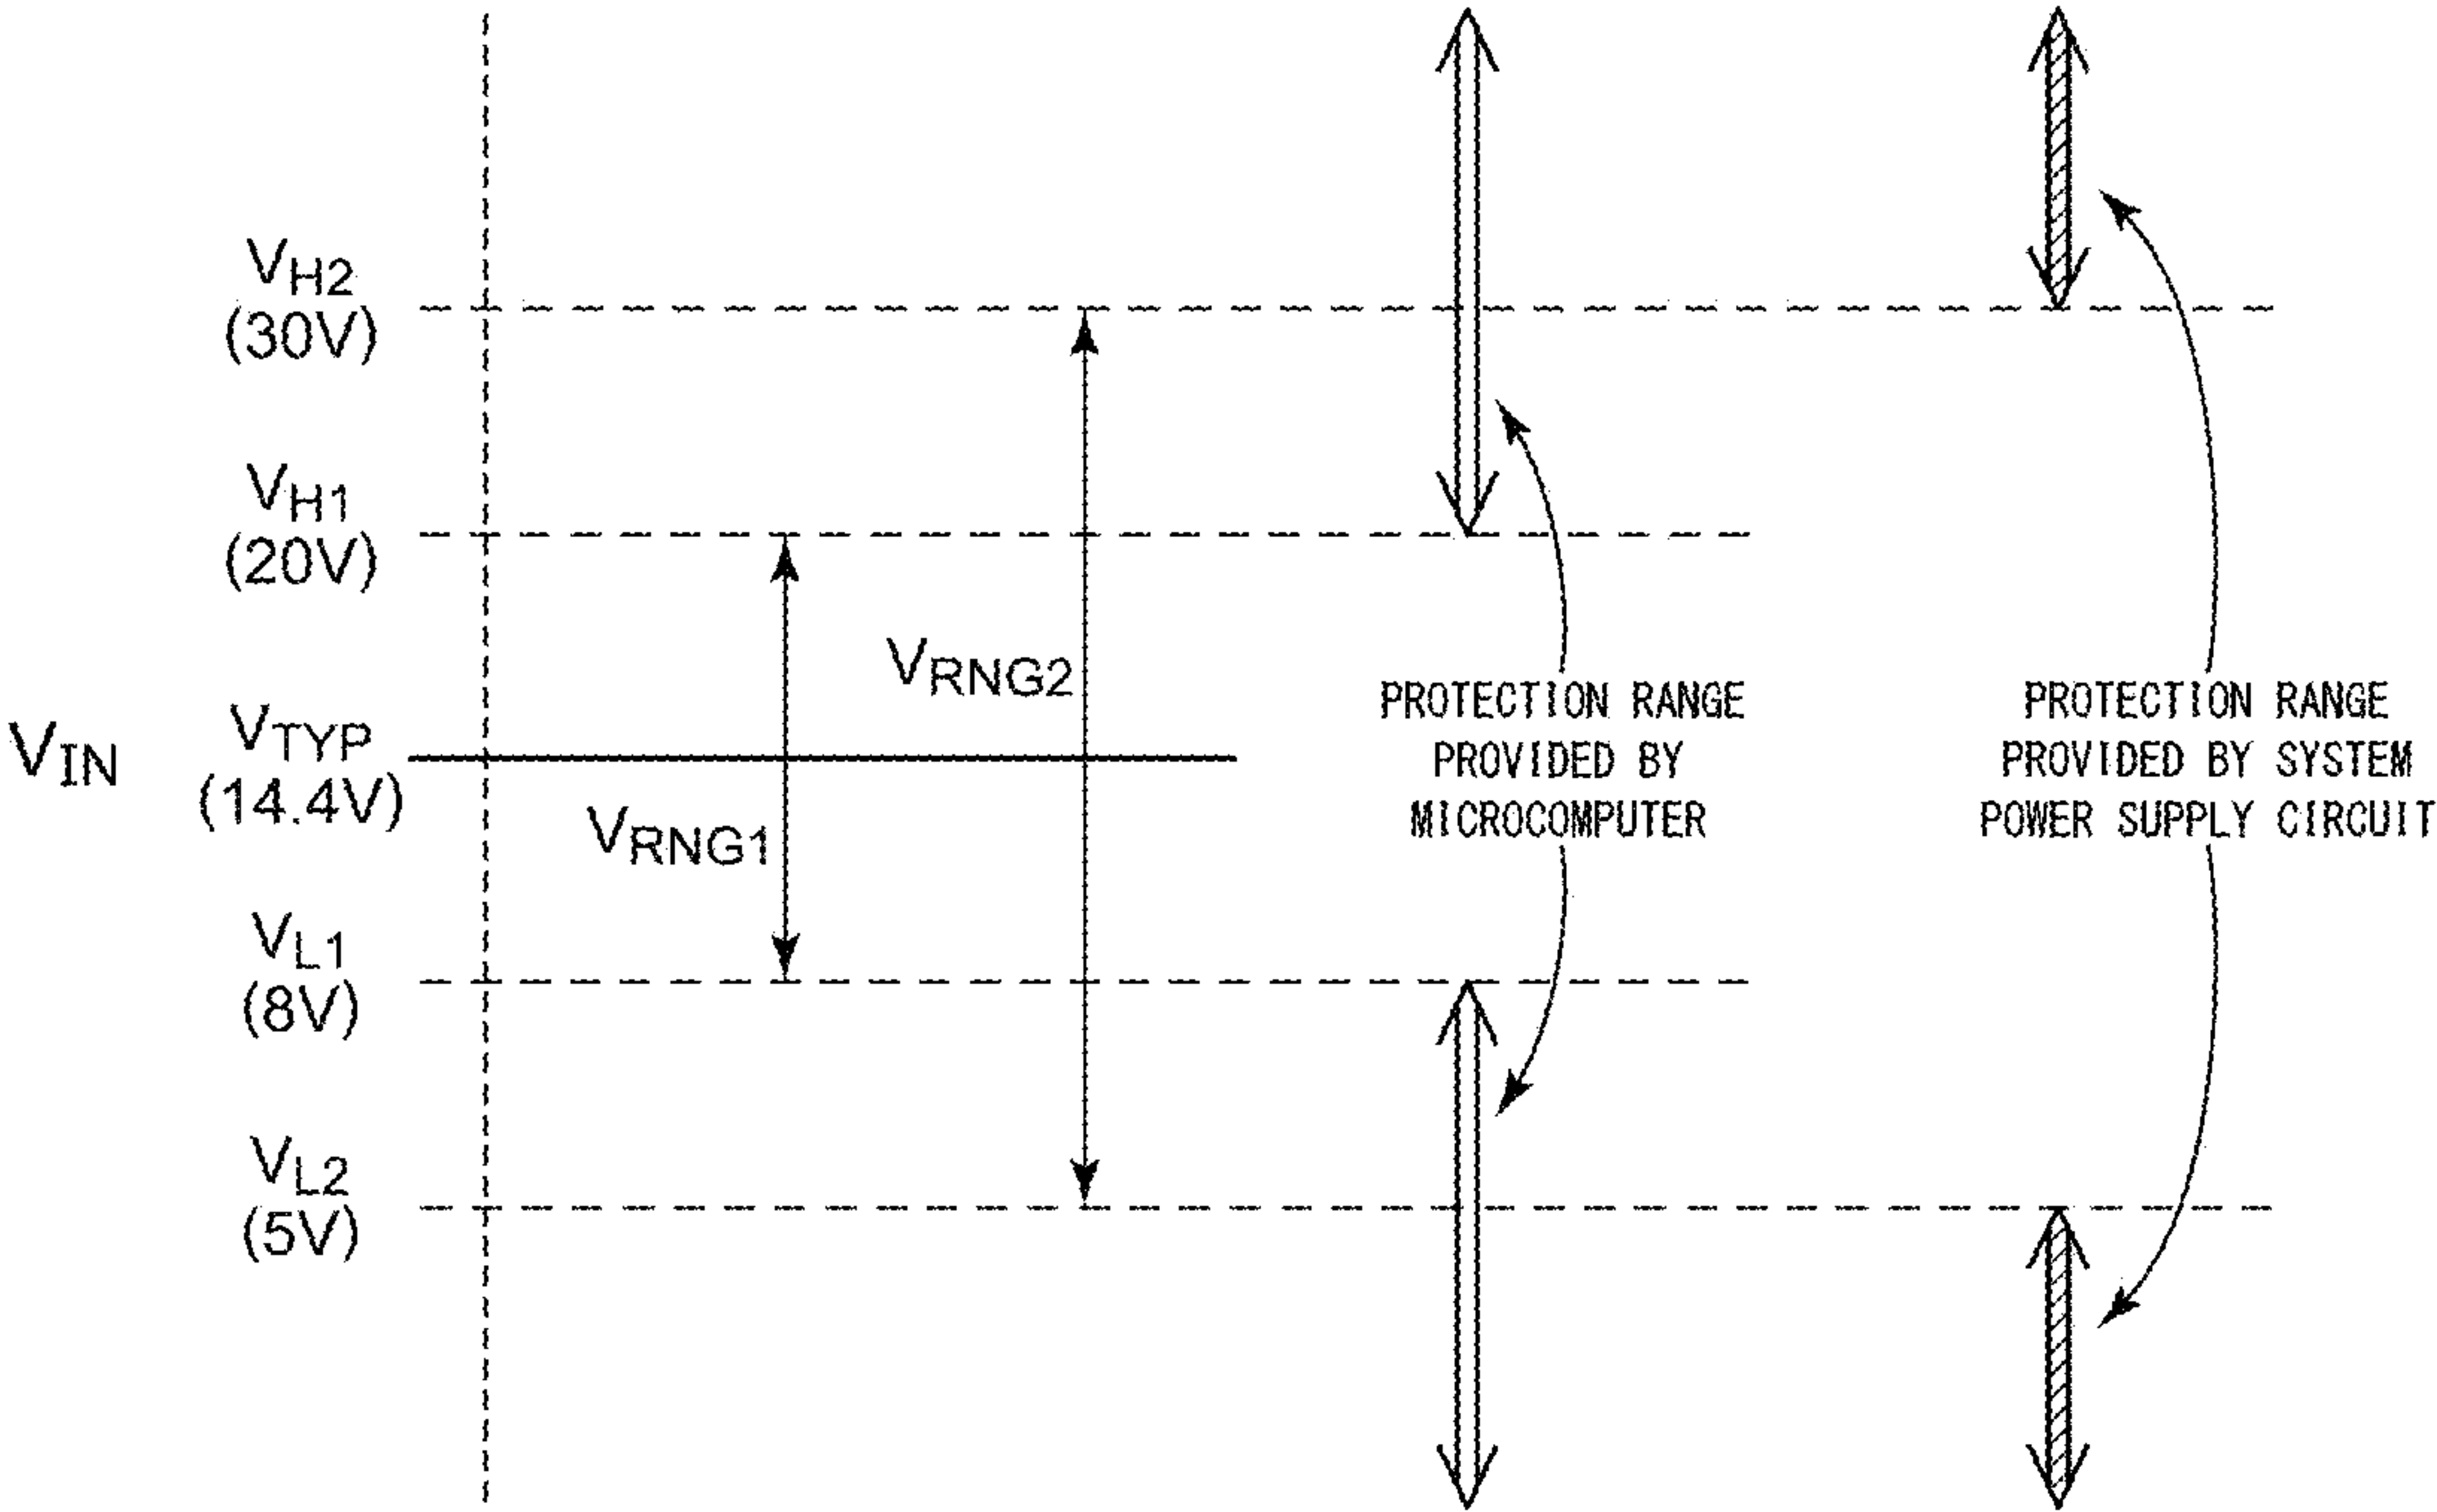 VH2
(30V)
VH1
(20V)
VRNG2
VIN
VTYP
(14.4V)
VRNG1
PROTECTION RANGE
PROVIDED BY
MICROCOMPUTER
PROTECTION RANGE
PROVIDED BY SYSTEM
POWER SUPPLY CIRCUIT
VL1
(8V)
VL2
(5V)